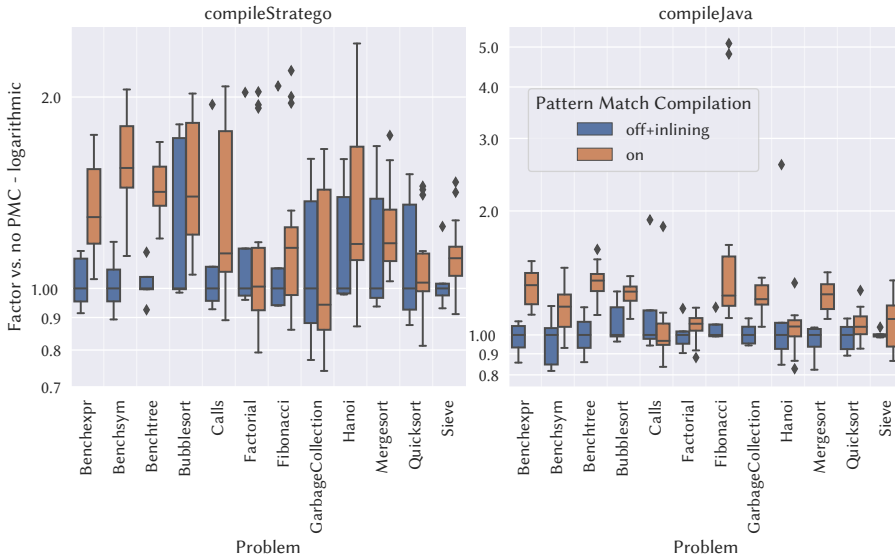 compileStratego
compileJava
Factor vs. no PMC - logarithmic
2.0
1.00
0.9
0.8
0.7
5.0
4.0
3.0
2.0
1.00
0.9
0.8
Pattern Match Compilation
off+inlining
on
Benchexpr
Benchsym
Benchtree
Bubblesort
Calls
Factorial
Fibonacci
GarbageCollection
Hanoi
Mergesort
Quicksort
Sieve
Benchexpr
Benchsym
Benchtree
Bubblesort
Calls
Factorial
Fibonacci
GarbageCollection
Hanoi
Mergesort
Quicksort
Sieve
Problem
Problem